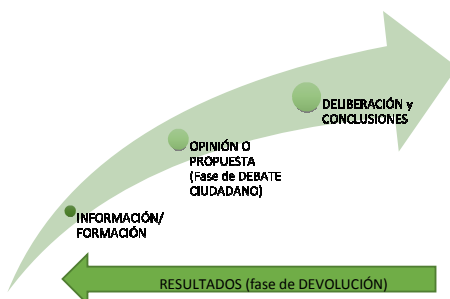 DELIBERACIÓN y
CONCLUSIONES
OPINIÓN O
PROPUESTA
(Fase de DEBATE
CIUDADANO)
INFORMACIÓN/
FORMACIÓN
RESULTADOS (fase de DEVOLUCIÓN)